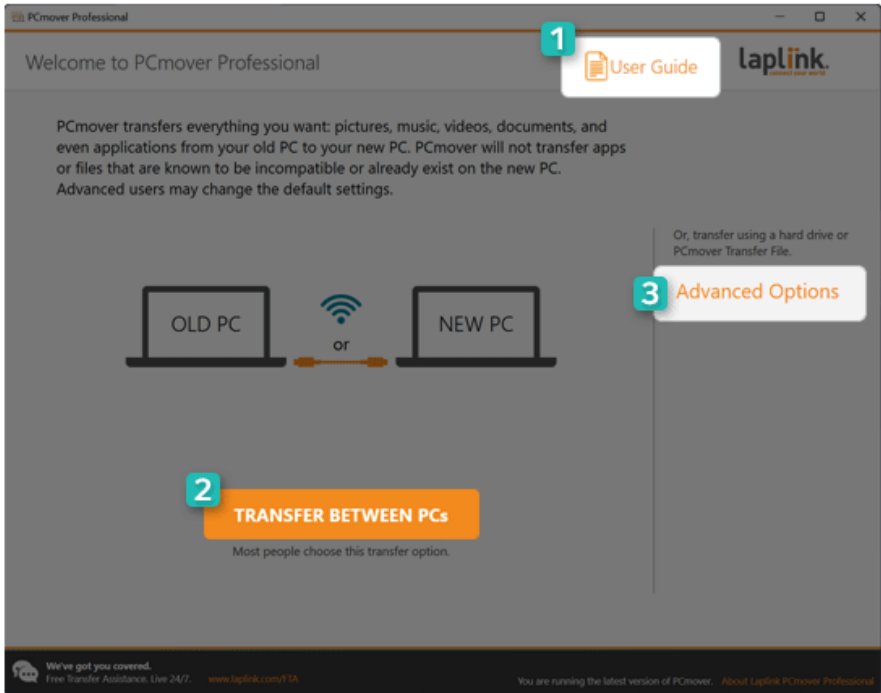 PCmover Professional
1
Welcome to PCmover Professional
User Guide
laplink.
connect your world
PCmover transfers everything you want: pictures, music, videos, documents, and
even applications from your old PC to your new PC. PCmover will not transfer apps
or files that are known to be incompatible or already exist on the new PC.
Advanced users may change the default settings.
Or, transfer using a hard drive or
PCmover Transfer File.
3
Advanced Options
OLD PC
or
NEW PC
2
TRANSFER BETWEEN PCs
Most people choose this transfer option.
We've got you covered.
Free Transfer Assistance. Live 24/7.
www.laplink.com/FTA
You are running the latest version of PCmover.
About Laplink PCmover Professional